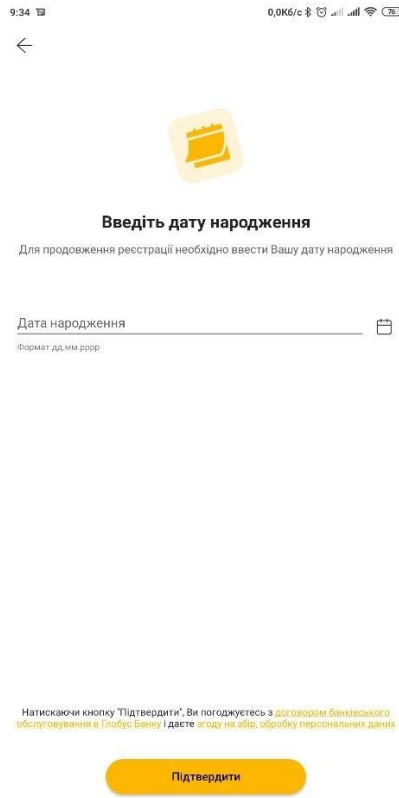 9:34
0,0Кб/с 76
Введіть дату народження
Для продовження реєстрації необхідно ввести Вашу дату народження
Дата народження
Формат дд.мм.рррр
Натискаючи кнопку "Підтвердити", Ви погоджуєтесь з договором банківського
обслуговування в Глобус Банку і даєте згоду на збір, обробку персональних даних
Підтвердити